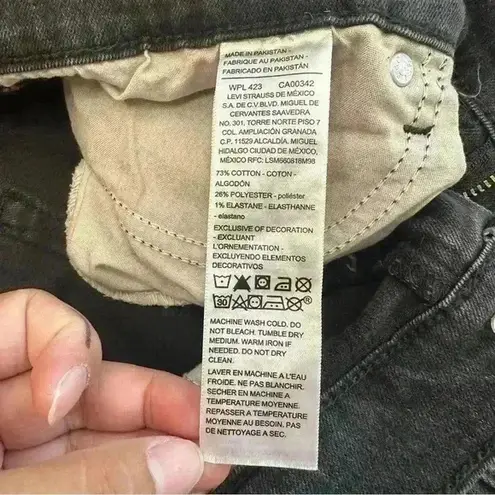 MADE IN PAKISTAN -
FABRIQUE AU PAKISTAN -
FABRICADO EN PAKISTÁN
WPL 423 CA00342
LEVI STRAUSS DE MÉXICO
S.A. DE C.V.BLVD. MIGUEL DE
CERVANTES SAAVEDRA
NO. 301. TORRE NORTE PISO 7
COL. AMPLIACIÓN GRANADA
C.P. 11529 ALCALDÍA. MIGUEL
HIDALGO CIUDAD DE MÉXICO,
MÉXICO RFC: LSM660818M98
73% COTTON - COTON -
ALGODÓN
26% POLYESTER - poliéster
1% ELASTANE - ELASTHANNE
- elastano
EXCLUSIVE OF DECORATION
- EXCLUANT
L'ORNEMENTATION -
EXCLUYENDO ELEMENTOS
DECORATIVOS
30
MACHINE WASH COLD. DO
NOT BLEACH. TUMBLE DRY
MEDIUM. WARM IRON IF
NEEDED. DO NOT DRY
CLEAN.
LAVER EN MACHINE A L'EAU
FROIDE. NE PAS BLANCHIR.
SECHER EN MACHINE A
TEMPERATURE MOYENNE.
REPASSER A TEMPERATURE
MOYENNE AU BESOIN. PAS
DE NETTOYAGE A SEC.